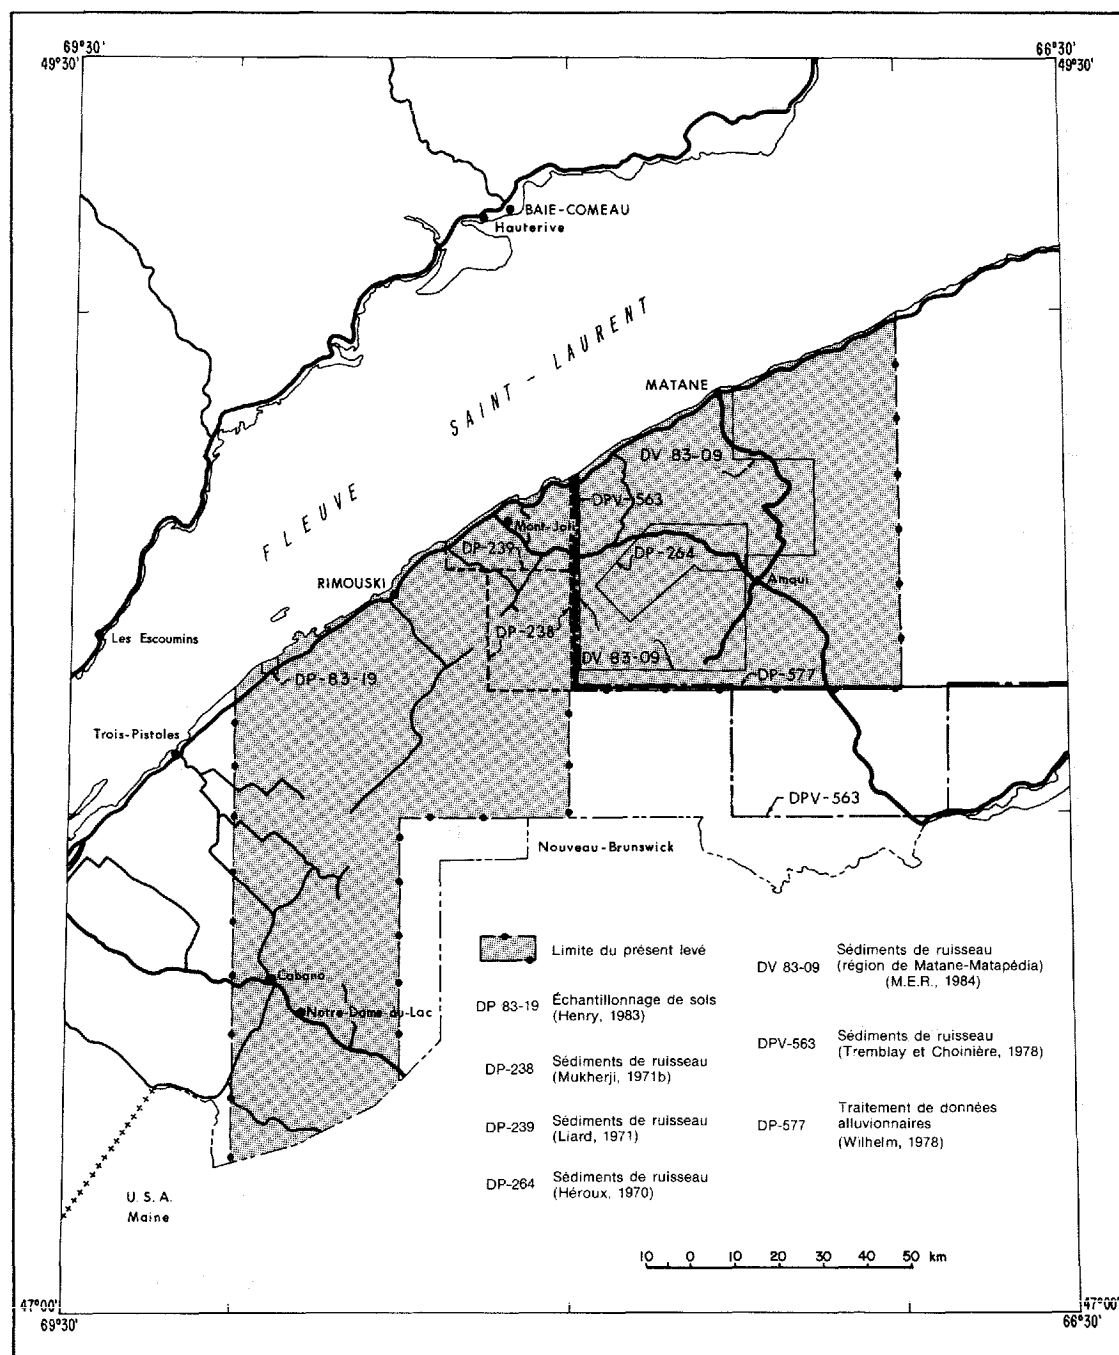 69°30'
49°30'
66°30'
49°30'
BAIE-COMEAU
Hauterive
FLEUVE SAINT-LAURENT
MATANE
DV 83-09
DPV-563
Mont-Joli
DP-239
DP-264
RIMOUSKI
Amqui
Les Escoumins
DP-238
DV 83-09
DP-577
DP-83-19
Trois-Pistoles
DPV-563
Nouveau-Brunswick
Cabano
Notre-Dame-du-Lac
U.S.A.
Maine
Limite du présent levé
DP 83-19 Échantillonnage de sols
(Henry, 1983)
DP-238 Sédiments de ruisseau
(Mukherji, 1971b)
DP-239 Sédiments de ruisseau
(Liard, 1971)
DP-264 Sédiments de ruisseau
(Héroux, 1970)
DV 83-09 Sédiments de ruisseau
(région de Matane-Matapédia)
(M.E.R., 1984)
DPV-563 Sédiments de ruisseau
(Tremblay et Choinière, 1978)
DP-577 Traitement de données
alluvionnaires
(Wilhelm, 1978)
10 0 10 20 30 40 50 km
47°00'
69°30'
47°00'
66°30'